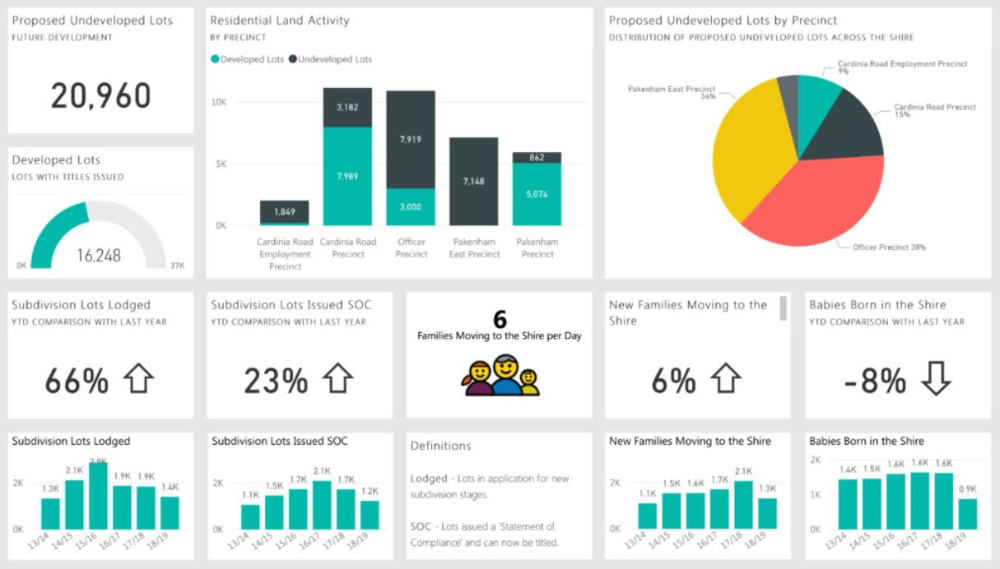 Proposed Undeveloped Lots
FUTURE DEVELOPMENT
20,960
Developed Lots
LOTS WITH TITLES ISSUED
0K
16,248
37K
Residential Land Activity
BY PRECINCT
Developed Lots
Undeveloped Lots
10K
5K
0K
1,849
3,182
7,989
7,919
3,000
7,148
862
5,074
Cardinia Road
Employment
Precinct
Cardinia Road
Precinct
Officer
Precinct
Pakenham
East Precinct
Pakenham
Precinct
Proposed Undeveloped Lots by Precinct
DISTRIBUTION OF PROPOSED UNDEVELOPED LOTS ACROSS THE SHIRE
Cardinia Road Employment Precinct
9%
Pakenham East Precinct
34%
Cardinia Road Precinct
15%
Officer Precinct 38%
Subdivision Lots Lodged
YTD COMPARISON WITH LAST YEAR
66%
Subdivision Lots Issued SOC
YTD COMPARISON WITH LAST YEAR
23%
6
Families Moving to the Shire per Day
New Families Moving to the
Shire
6%
Babies Born in the Shire
YTD COMPARISON WITH LAST YEAR
-8%
Subdivision Lots Lodged
2K
0K
1.3K
2.1K
1.9K
1.9K
1.4K
13/14
14/15
15/16
16/17
17/18
18/19
Subdivision Lots Issued SOC
2K
0K
1.1K
1.5K
1.7K
2.1K
1.7K
1.2K
13/14
14/15
15/16
16/17
17/18
18/19
Definitions
Lodged - Lots in application for new
subdivision stages.
SOC - Lots issued a 'Statement of
Compliance' and can now be titled.
New Families Moving to the Shire
2K
0K
1.1K
1.5K
1.6K
1.7K
2.1K
1.3K
13/14
14/15
15/16
16/17
17/18
18/19
Babies Born in the Shire
2K
1K
0K
1.4K
1.5K
1.6K
1.6K
1.6K
0.9K
13/14
14/15
15/16
16/17
17/18
18/19